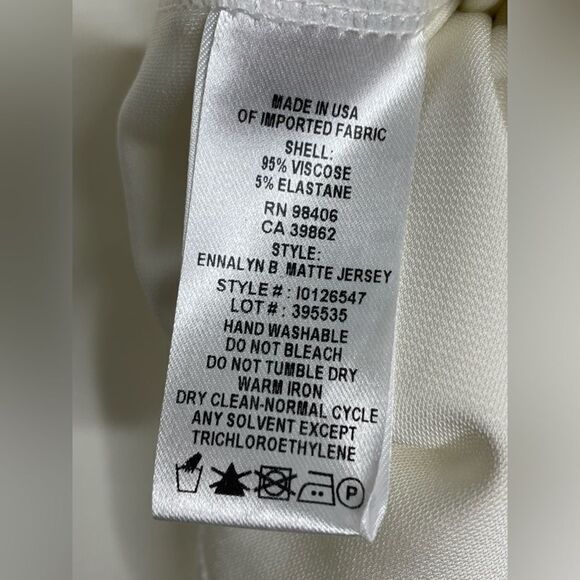 MADE IN USA
OF IMPORTED FABRIC
SHELL:
95% VISCOSE
5% ELASTANE
RN 98406
CA 39862
STYLE:
ENNALYN B MATTE JERSEY
STYLE # : I0126547
LOT # : 395535
HAND WASHABLE
DO NOT BLEACH
DO NOT TUMBLE DRY
WARM IRON
DRY CLEAN-NORMAL CYCLE
ANY SOLVENT EXCEPT
TRICHLOROETHYLENE
P